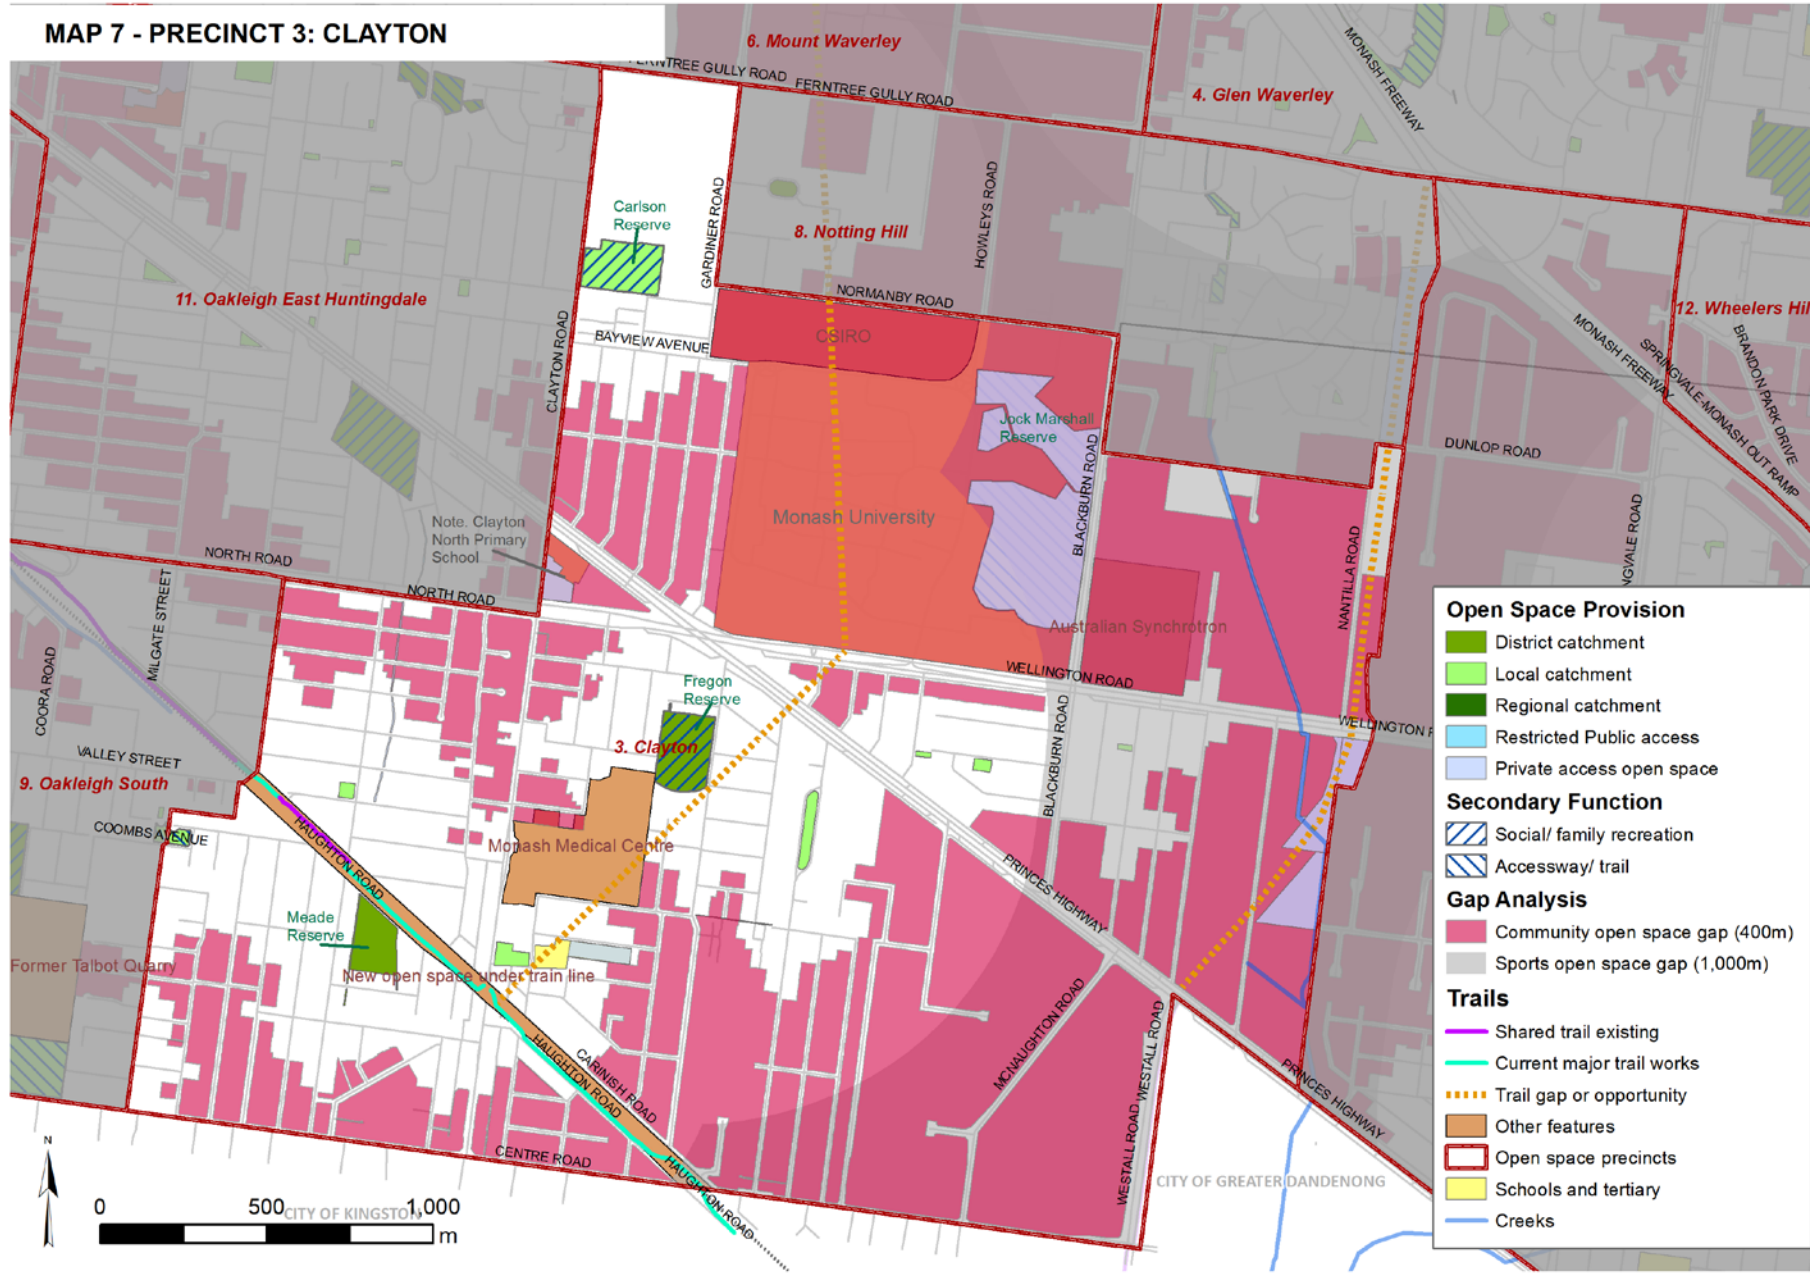 MAP 7 - PRECINCT 3: CLAYTON
6. Mount Waverley
FERNTREE GULLY ROAD
FERNTREE GULLY ROAD
4. Glen Waverley
MONASH FREEWAY
Carlson
Reserve
GARDINER ROAD
8. Notting Hill
HOWLEYS ROAD
11. Oakleigh East Huntingdale
NORMANBY ROAD
12. Wheelers Hil
CLAYTON ROAD
BAYVIEW AVENUE
CSIRO
MONASH FREEWAY
SPRINGVALE-MONASH OUT RAMP
BRANDON PARK DRIVE
Jock Marshall
Reserve
DUNLOP ROAD
BLACKBURN ROAD
Monash University
Note. Clayton
North Primary
School
NORTH ROAD
NORTH ROAD
NANTILLA ROAD
NGVALE ROAD
MILGATE STREET
COORA ROAD
Australian Synchrotron
WELLINGTON ROAD
WELLINGTON R
Fregon
Reserve
3. Clayton
BLACKBURN ROAD
VALLEY STREET
9. Oakleigh South
COOMBS AVENUE
HAUGHTON ROAD
Monash Medical Centre
PRINCES HIGHWAY
Meade
Reserve
Former Talbot Quarry
New open space under train line
MCNAUGHTON ROAD
WESTALL ROAD
CARINISH ROAD
HAUGHTON ROAD
PRINCES HIGHWAY
WESTALL ROAD
CENTRE ROAD
HAUGHTON ROAD
CITY OF GREATER DANDENONG
CITY OF KINGSTON
N
0 500 1,000
m
Open Space Provision
District catchment
Local catchment
Regional catchment
Restricted Public access
Private access open space
Secondary Function
Social/ family recreation
Accessway/ trail
Gap Analysis
Community open space gap (400m)
Sports open space gap (1,000m)
Trails
Shared trail existing
Current major trail works
Trail gap or opportunity
Other features
Open space precincts
Schools and tertiary
Creeks